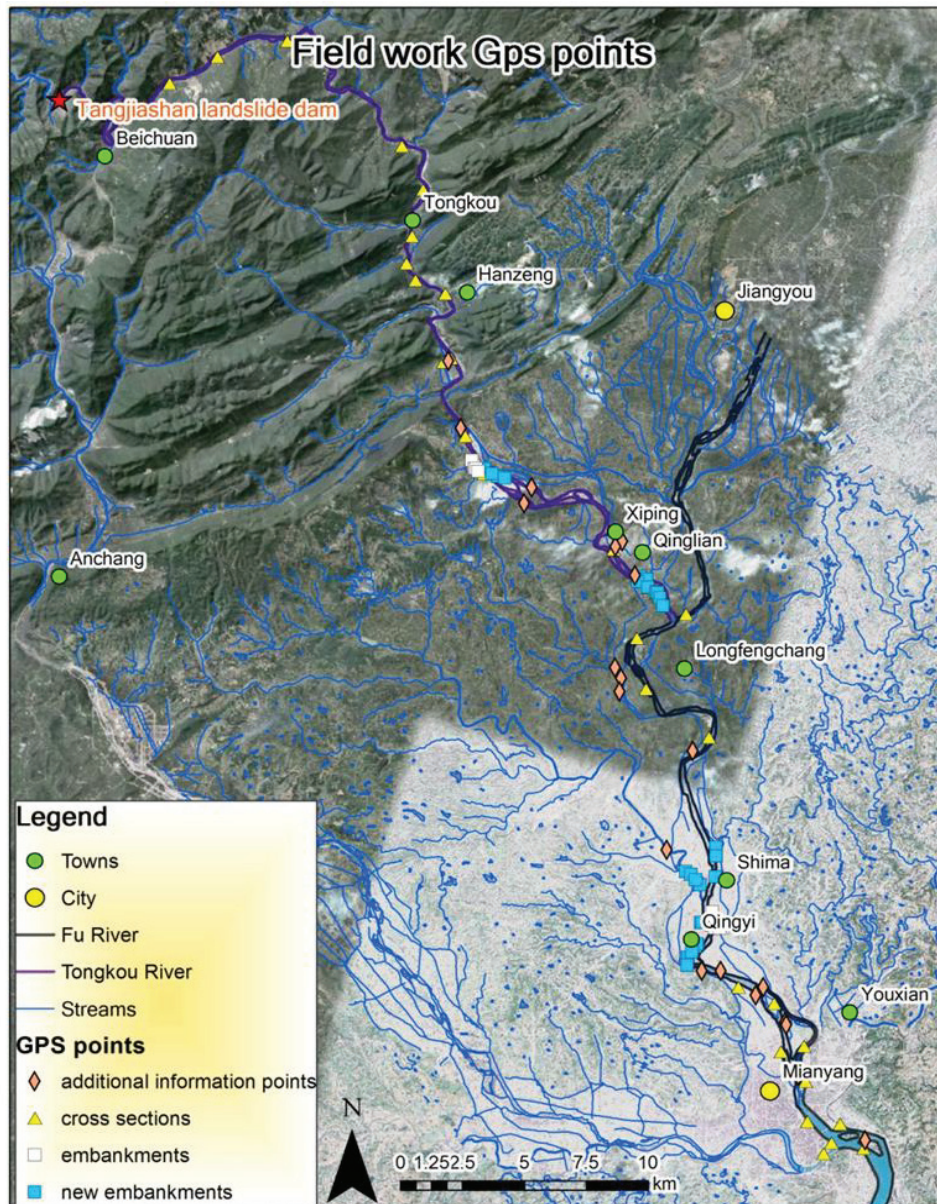 Field work Gps points
Tangjiashan landslide dam
Beichuan
Tongkou
Hanzeng
Jiangyou
Xiping
Qinglian
Anchang
Longfengchang
Shima
Qingyi
Youxian
Mianyang
Legend
Towns
City
Fu River
Tongkou River
Streams
GPS points
additional information points
cross sections
embankments
new embankments
N
0 1.252.5 5 10
km